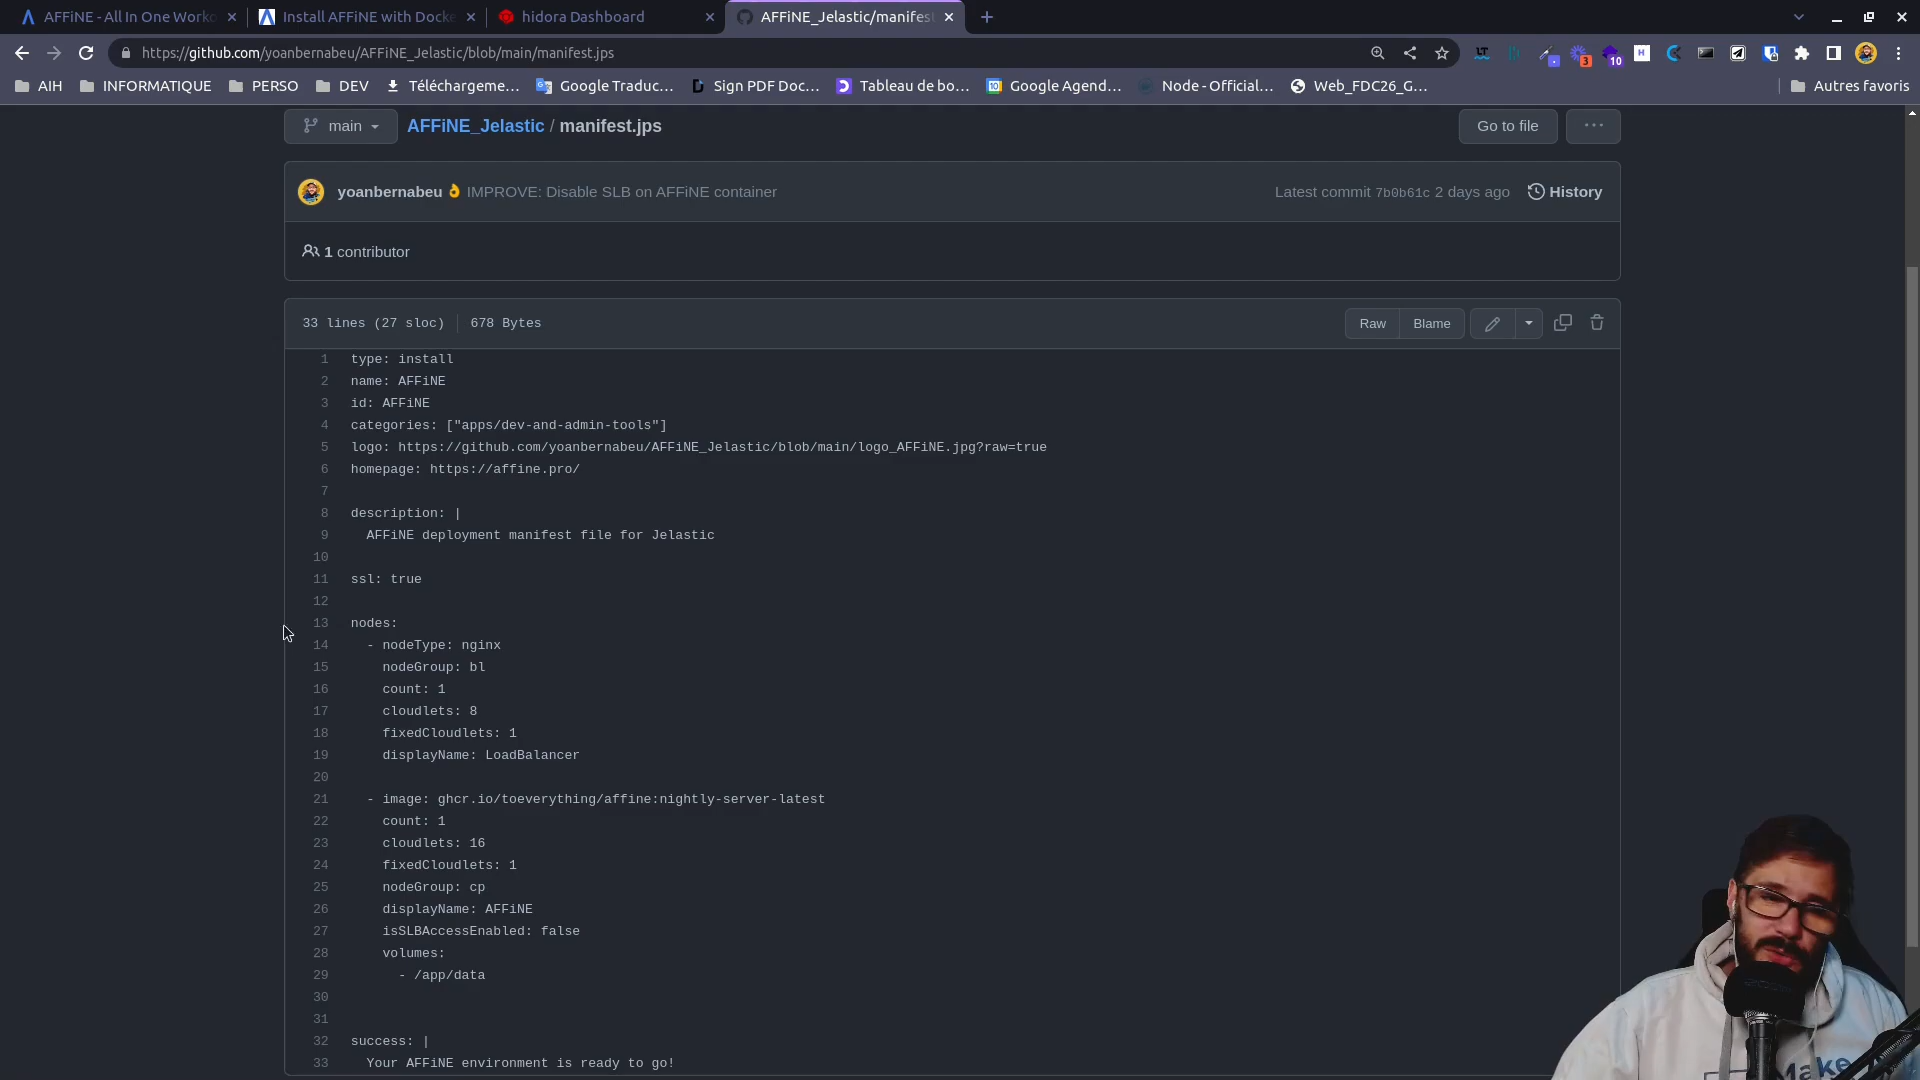 AFFiNE - All In One Worko
Install AFFiNE with Docke
hidora Dashboard
AFFiNE_Jelastic/manifest
https://github.com/yoanbernabeu/AFFiNE_Jelastic/blob/main/manifest.jps
3
10
AIH
INFORMATIQUE
PERSO
DEV
Téléchargeme…
Google Traduc…
Sign PDF Doc…
Tableau de bo…
Google Agend…
Node - Official…
Web_FDC26_G…
Autres favoris
main
AFFiNE_Jelastic / manifest.jps
Go to file
yoanbernabeu 👌 IMPROVE: Disable SLB on AFFiNE container
Latest commit 7b0b61c 2 days ago
History
1 contributor
33 lines (27 sloc)
678 Bytes
Raw
Blame
1 type: install
2 name: AFFiNE
3 id: AFFiNE
4 categories: ["apps/dev-and-admin-tools"]
5 logo: https://github.com/yoanbernabeu/AFFiNE_Jelastic/blob/main/logo_AFFiNE.jpg?raw=true
6 homepage: https://affine.pro/
7
8 description: |
9 AFFiNE deployment manifest file for Jelastic
10
11 ssl: true
12
13 nodes:
14 - nodeType: nginx
15 nodeGroup: bl
16 count: 1
17 cloudlets: 8
18 fixedCloudlets: 1
19 displayName: LoadBalancer
20
21 - image: ghcr.io/toeverything/affine:nightly-server-latest
22 count: 1
23 cloudlets: 16
24 fixedCloudlets: 1
25 nodeGroup: cp
26 displayName: AFFiNE
27 isSLBAccessEnabled: false
28 volumes:
29 - /app/data
30
31
32 success: |
33 Your AFFiNE environment is ready to go!